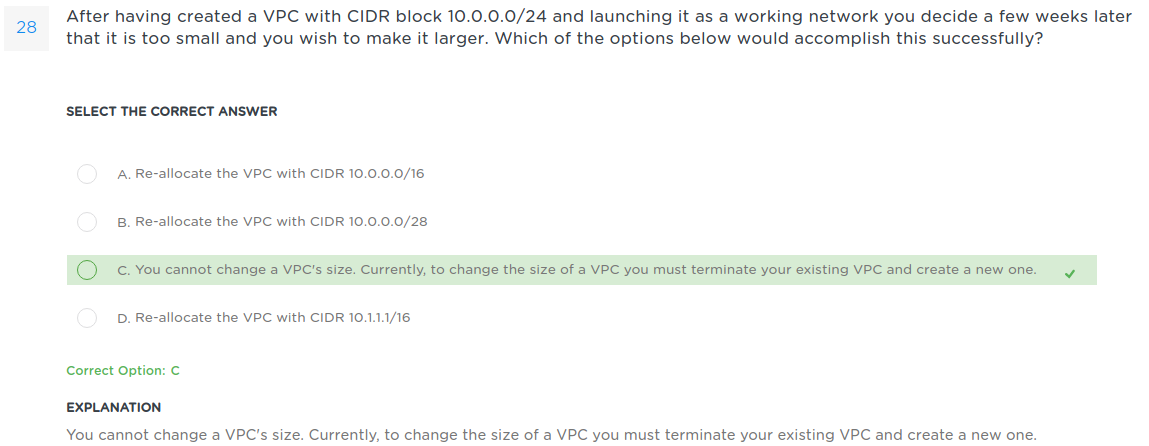 28
After having created a VPC with CIDR block 10.0.0.0/24 and launching it as a working network you decide a few weeks later
that it is too small and you wish to make it larger. Which of the options below would accomplish this successfully?
SELECT THE CORRECT ANSWER
A. Re-allocate the VPC with CIDR 10.0.0.0/16
B. Re-allocate the VPC with CIDR 10.0.0.0/28
C. You cannot change a VPC's size. Currently, to change the size of a VPC you must terminate your existing VPC and create a new one.
D. Re-allocate the VPC with CIDR 10.1.1.1/16
Correct Option: C
EXPLANATION
You cannot change a VPC's size. Currently, to change the size of a VPC you must terminate your existing VPC and create a new one.